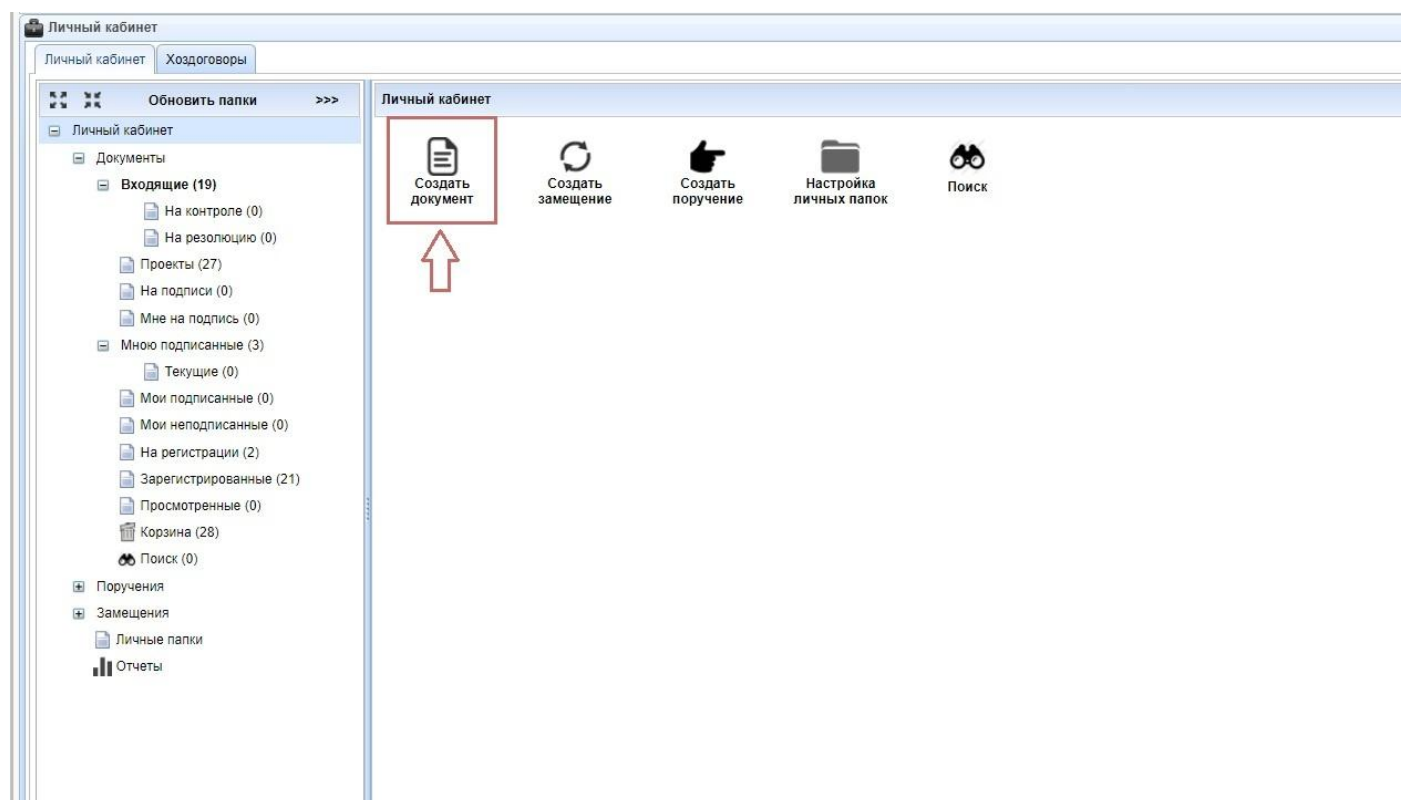 Личный кабинет
Личный кабинет Хоздоговоры
Обновить папки >>>
Личный кабинет
Документы
Входящие (19)
На контроле (0)
На резолюцию (0)
Проекты (27)
На подписи (0)
Мне на подпись (0)
Мною подписанные (3)
Текущие (0)
Мои подписанные (0)
Мои неподписанные (0)
На регистрации (2)
Зарегистрированные (21)
Просмотренные (0)
Корзина (28)
Поиск (0)
Поручения
Замещения
Личные папки
Отчеты
Личный кабинет
Создать
документ
Создать
замещение
Создать
поручение
Настройка
личных папок
Поиск